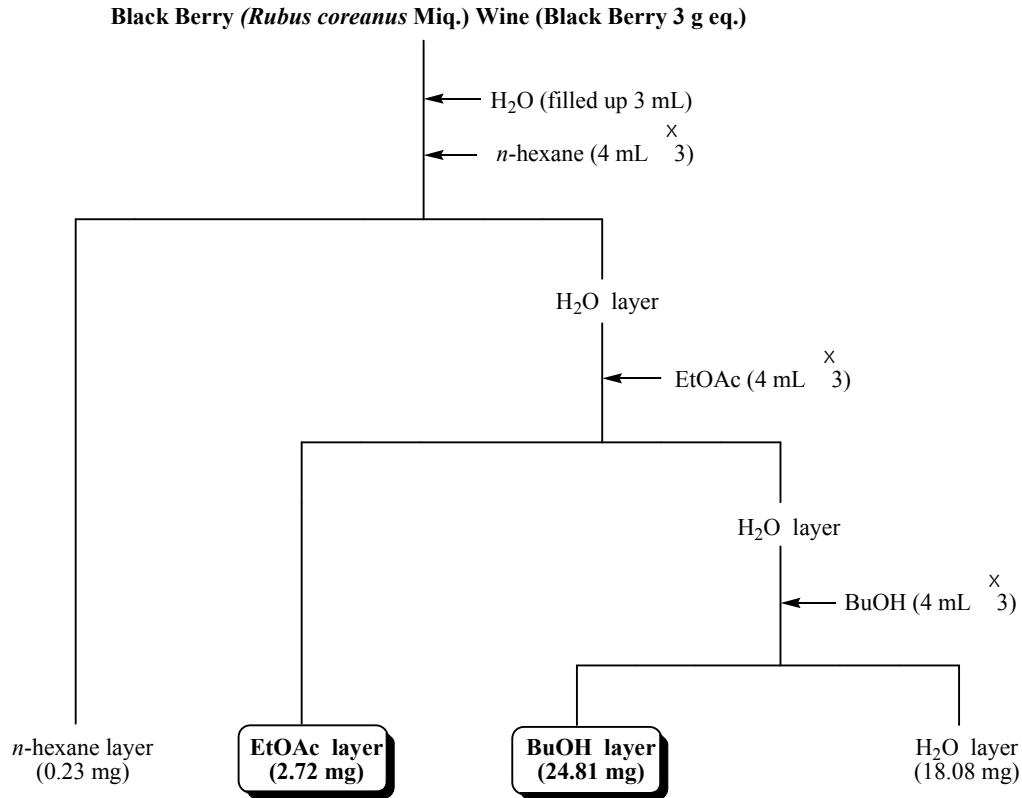 Black Berry (Rubus coreanus Miq.) Wine (Black Berry 3 g eq.)
H₂O (filled up 3 mL)
n-hexane (4 mL × 3)
H₂O layer
EtOAc (4 mL × 3)
H₂O layer
BuOH (4 mL × 3)
n-hexane layer
(0.23 mg)
EtOAc layer
(2.72 mg)
BuOH layer
(24.81 mg)
H₂O layer
(18.08 mg)